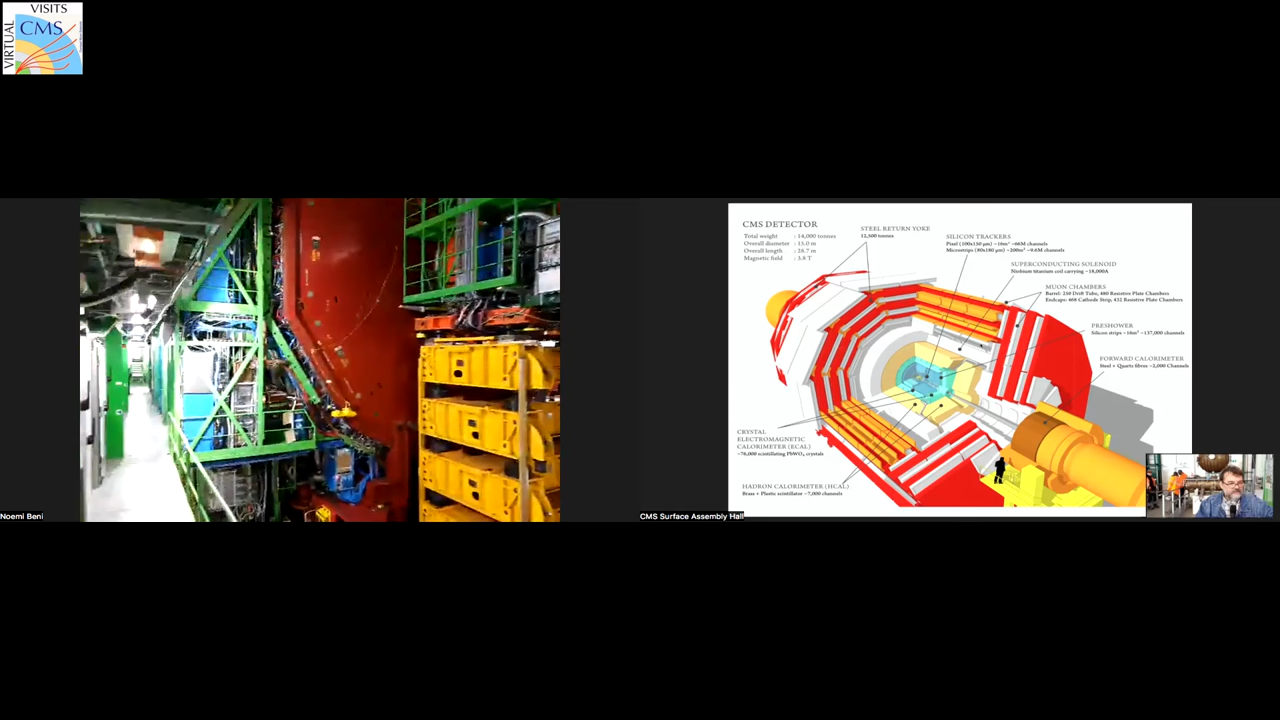 VISITS
CMS
VIRTUAL
CMS DETECTOR
Total weight : 14,000 tonnes
Overall diameter : 15.0 m
Overall length : 28.7 m
Magnetic field : 3.8 T
STEEL RETURN YOKE
12,500 tonnes
SILICON TRACKERS
Pixel (100x150 μm) ~16m² ~66M channels
Microstrips (80x180 μm) ~200m² ~9.6M channels
SUPERCONDUCTING SOLENOID
Niobium titanium coil carrying ~18,000A
MUON CHAMBERS
Barrel: 250 Drift Tube, 480 Resistive Plate Chambers
Endcaps: 468 Cathode Strip, 432 Resistive Plate Chambers
PRESHOWER
Silicon strips ~16m² ~137,000 channels
FORWARD CALORIMETER
Steel + Quartz fibres ~2,000 Channels
CRYSTAL
ELECTROMAGNETIC
CALORIMETER (ECAL)
~76,000 scintillating PbWO₄ crystals
HADRON CALORIMETER (HCAL)
Brass + Plastic scintillator ~7,000 channels
Noemi Beni
CMS Surface Assembly Hall